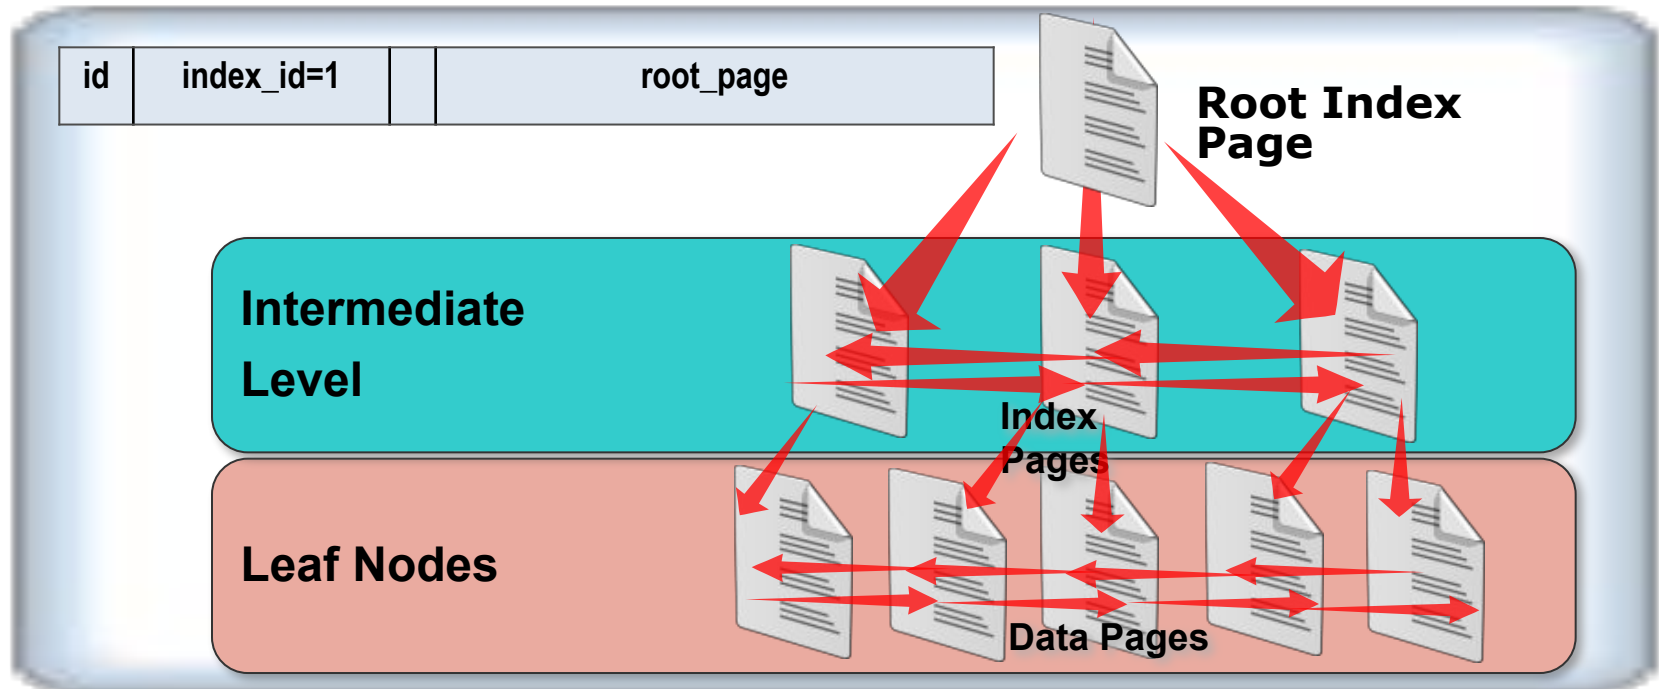 id index_id=1 root_page
Root Index
Page
Intermediate
Level
Index
Pages
Leaf Nodes
Data Pages